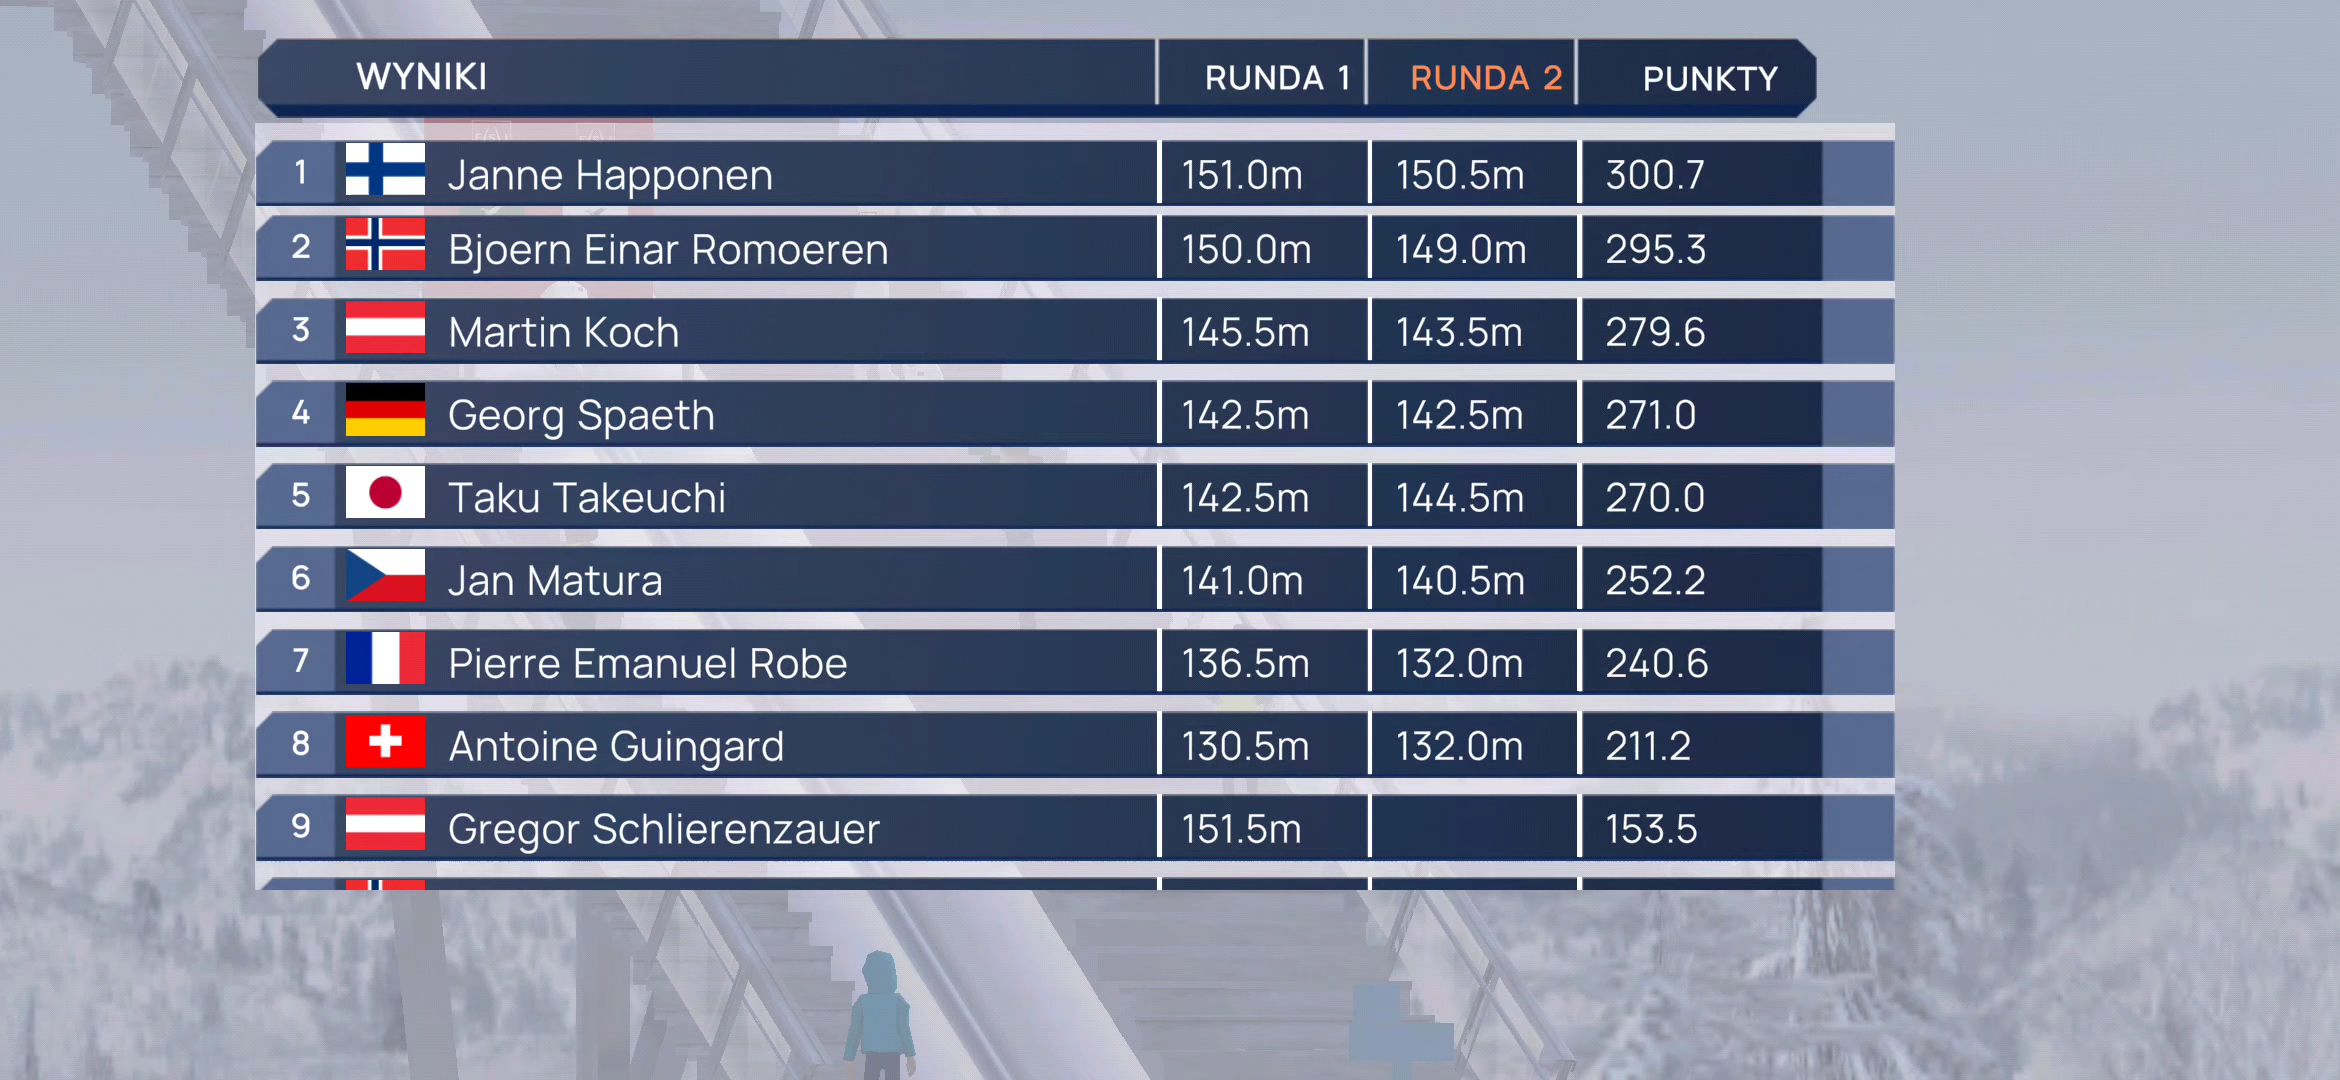 WYNIKI RUNDA 1 RUNDA 2 PUNKTY
1 Janne Happonen 151.0m 150.5m 300.7
2 Bjoern Einar Romoeren 150.0m 149.0m 295.3
3 Martin Koch 145.5m 143.5m 279.6
4 Georg Spaeth 142.5m 142.5m 271.0
5 Taku Takeuchi 142.5m 144.5m 270.0
6 Jan Matura 141.0m 140.5m 252.2
7 Pierre Emanuel Robe 136.5m 132.0m 240.6
8 Antoine Guingard 130.5m 132.0m 211.2
9 Gregor Schlierenzauer 151.5m 153.5